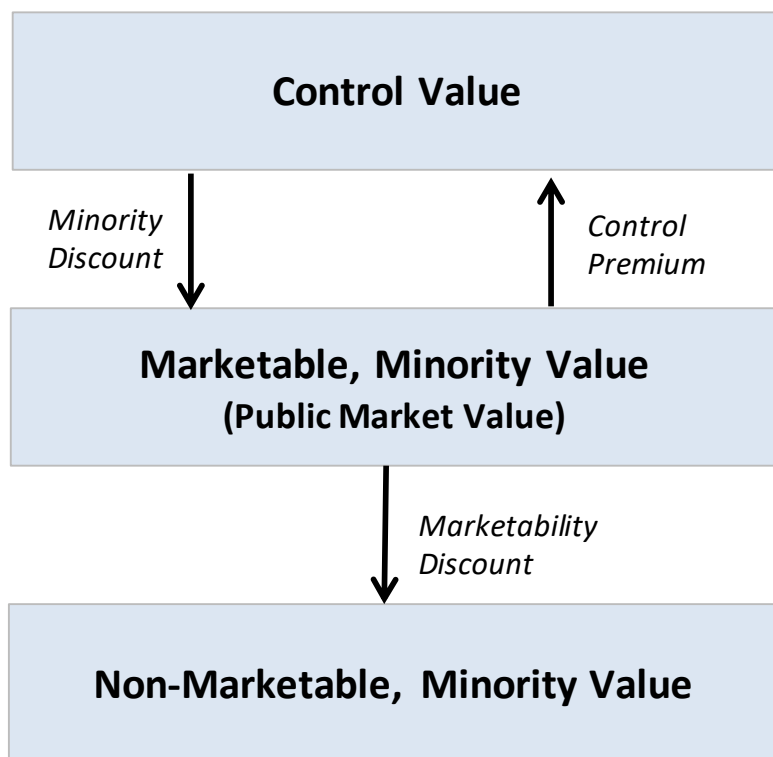 Control Value
Minority
Discount
Control
Premium
Marketable, Minority Value
(Public Market Value)
Marketability
Discount
Non-Marketable, Minority Value